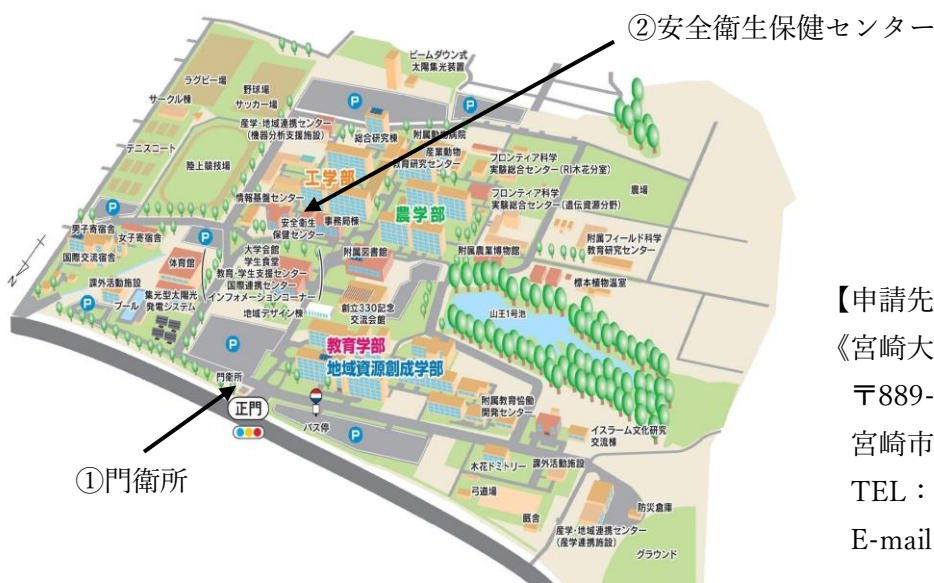 ②安全衛生保健センター
ビームダウン式
太陽集光装置
ラグビー場
野球場
サッカー場
サークル棟
P
P
産学・地域連携センター
(機器分析支援施設)
総合研究棟
附属動物病院
産業動物
教育研究センター
フロンティア科学
実験総合センター(RI木花分室)
テニスコート
陸上競技場
工学部
情報基盤センター
フロンティア科学
実験総合センター(遺伝資源分野)
農場
P
安全衛生
保健センター
事務局棟
農学部
男子寄宿舎
女子寄宿舎
国際交流宿舎
体育館
大学会館
学生食堂
教育・学生支援センター
国際連携センター
インフォメーションコーナー
地域デザイン棟
附属図書館
附属農業博物館
附属フィールド科学
教育研究センター
標本植物温室
N
P
P
課外活動施設
プール
集光型太陽光
発電システム
創立330記念
交流会館
山王1号池
【申請先
《宮崎大
〒889-
宮崎市
TEL：
E-mail
P
教育学部
地域資源創成学部
門衛所
正門
バス停
P
附属教育協働
開発センター
イスラーム文化研究
交流棟
①門衛所
木花ドミトリー
課外活動施設
弓道場
厩舎
防災倉庫
産学・地域連携センター
(産学連携施設)
グラウンド